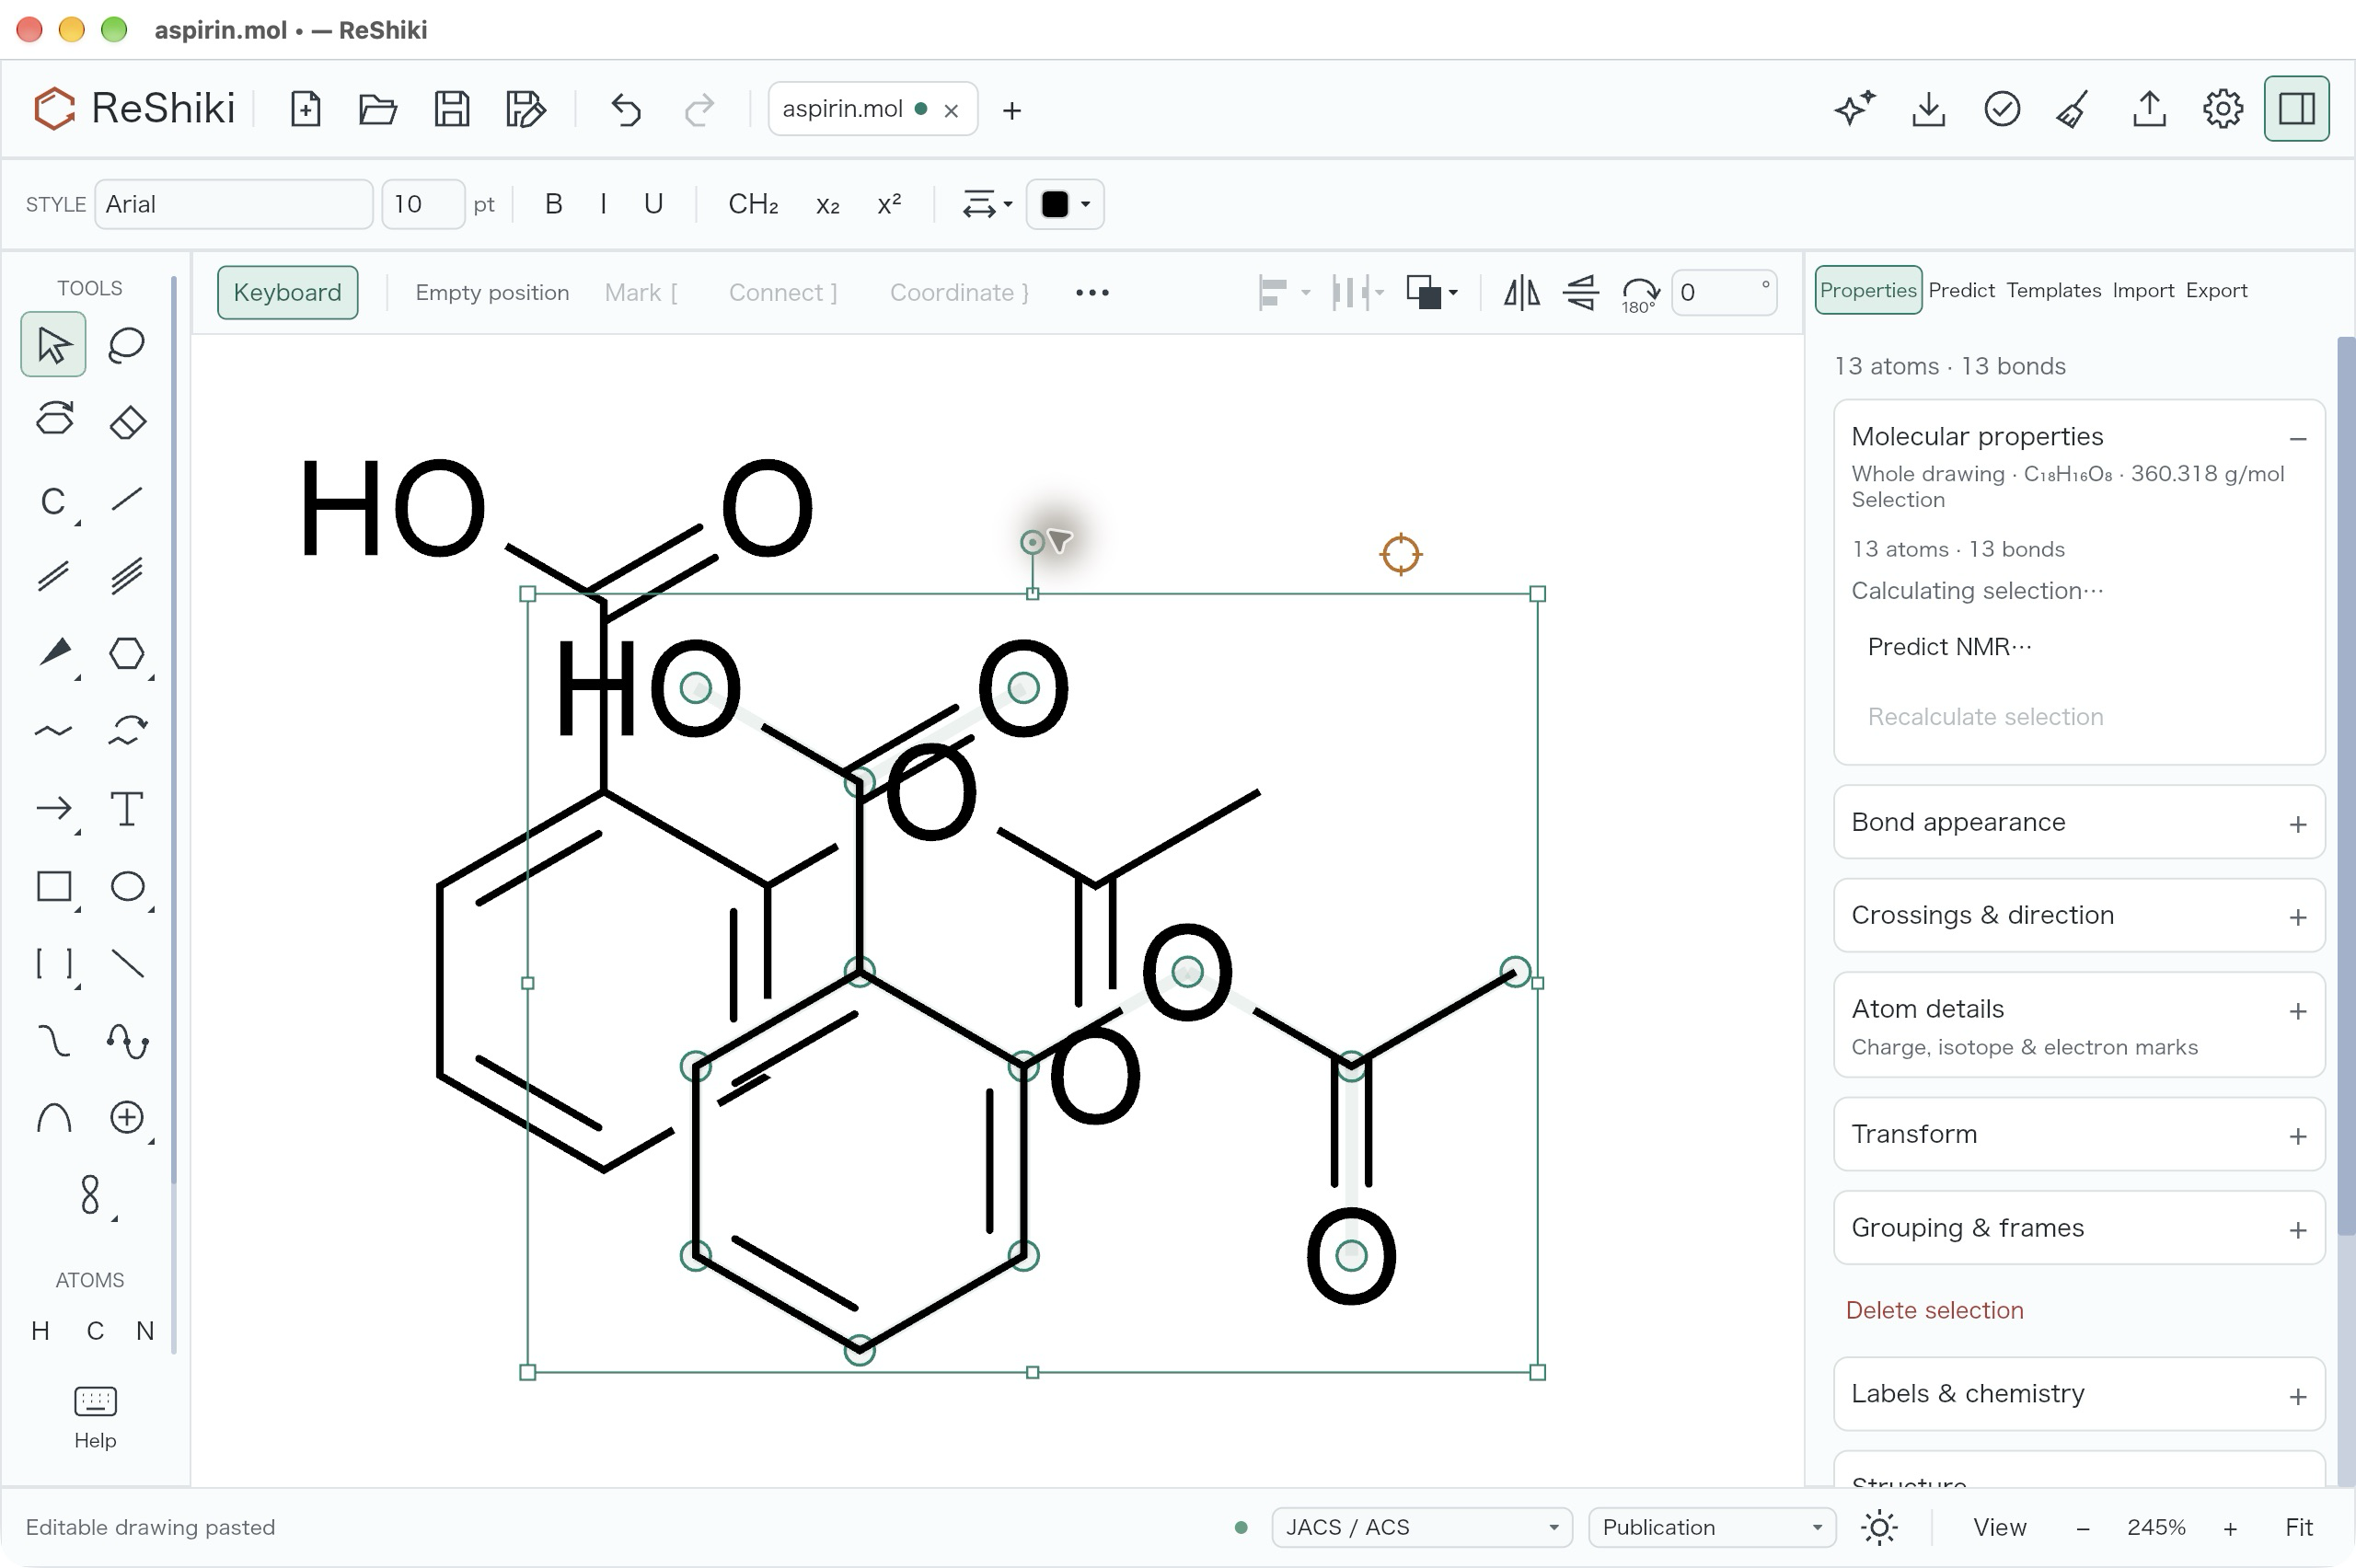 aspirin.mol • — ReShiki
ReShiki
aspirin.mol ● ×
+
STYLE Arial 10 pt B I U CH₂ x₂ x²
TOOLS
C
T
ATOMS
H C N
Help
Keyboard Empty position Mark [ Connect ] Coordinate } •••
180° 0 °
HO O
HO O
O
O
O
O
Properties Predict Templates Import Export
13 atoms · 13 bonds
Molecular properties −
Whole drawing · C₁₈H₁₆O₈ · 360.318 g/mol
Selection
13 atoms · 13 bonds
Calculating selection⋯
Predict NMR⋯
Recalculate selection
Bond appearance +
Crossings & direction +
Atom details +
Charge, isotope & electron marks
Transform +
Grouping & frames +
Delete selection
Labels & chemistry +
Structure
Editable drawing pasted
JACS / ACS Publication View − 245% + Fit